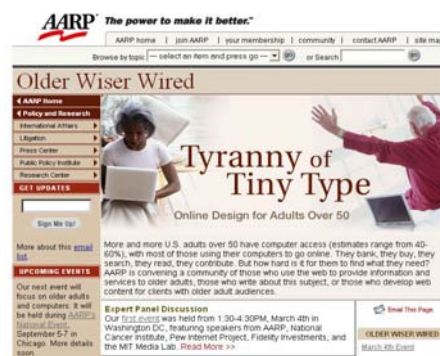 AARP The power to make it better.™
AARP home | join AARP | your membership | community | contact AARP | site map
Browse by topic — select an item and press go — go or Search go
Older Wiser Wired
AARP Home
Policy and Research
International Affairs
Litigation
Press Center
Public Policy Institute
Research Center
GET UPDATES
Sign Me Up!
More about this email
list.
UPCOMING EVENTS
Our next event will
focus on older adults
and computers. It will
be held during AARP's
National Event,
September 5-7 in
Chicago. More details
soon.
Tyranny of
Tiny Type
Online Design for Adults Over 50
More and more U.S. adults over 50 have computer access (estimates range from 40-
60%), with most of those using their computers to go online. They bank, they buy, they
search, they read, they contribute. But how hard is it for them to find what they need?
AARP is convening a community of those who use the web to provide information and
services to older adults, those who write about this subject, or those who develop web
content for clients with older adult audiences.
Expert Panel Discussion
Our first event was held from 1:30-4:30PM, March 4th in
Washington DC, featuring speakers from AARP, National
Cancer Institute, Pew Internet Project, Fidelity Investments, and
the MIT Media Lab. Read More >>
Email This Page
OLDER WISER WIRED
March 4th Event